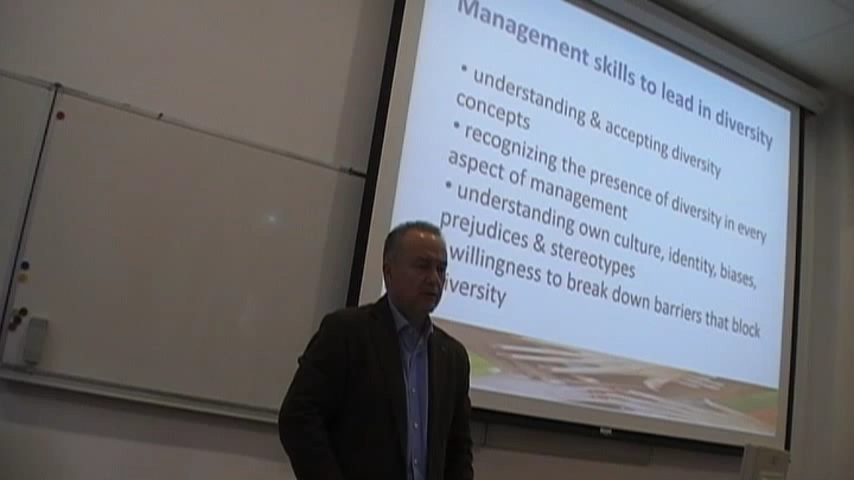 Management skills to lead in diversity
• understanding & accepting diversity
concepts
• recognizing the presence of diversity in every
aspect of management
• understanding own culture, identity, biases,
prejudices & stereotypes
willingness to break down barriers that block
iversity